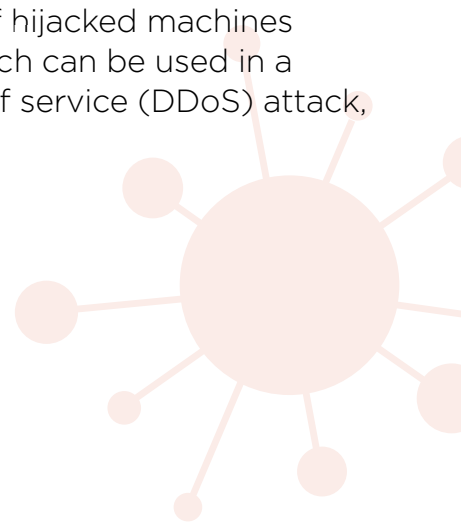 f hijacked machines
ch can be used in a
f service (DDoS) attack,